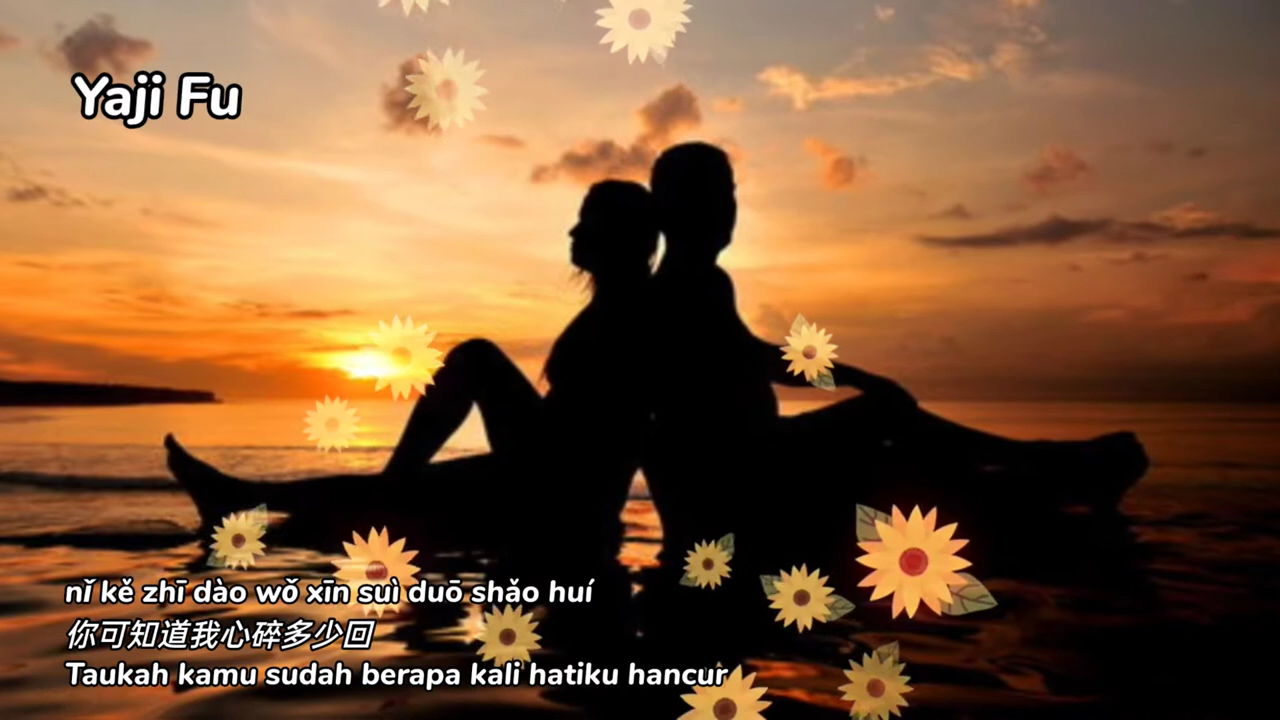 Yaji Fu
nǐ kě zhī dào wǒ xīn suì duō shǎo huí
你可知道我心碎多少回
Taukah kamu sudah berapa kali hatiku hancur